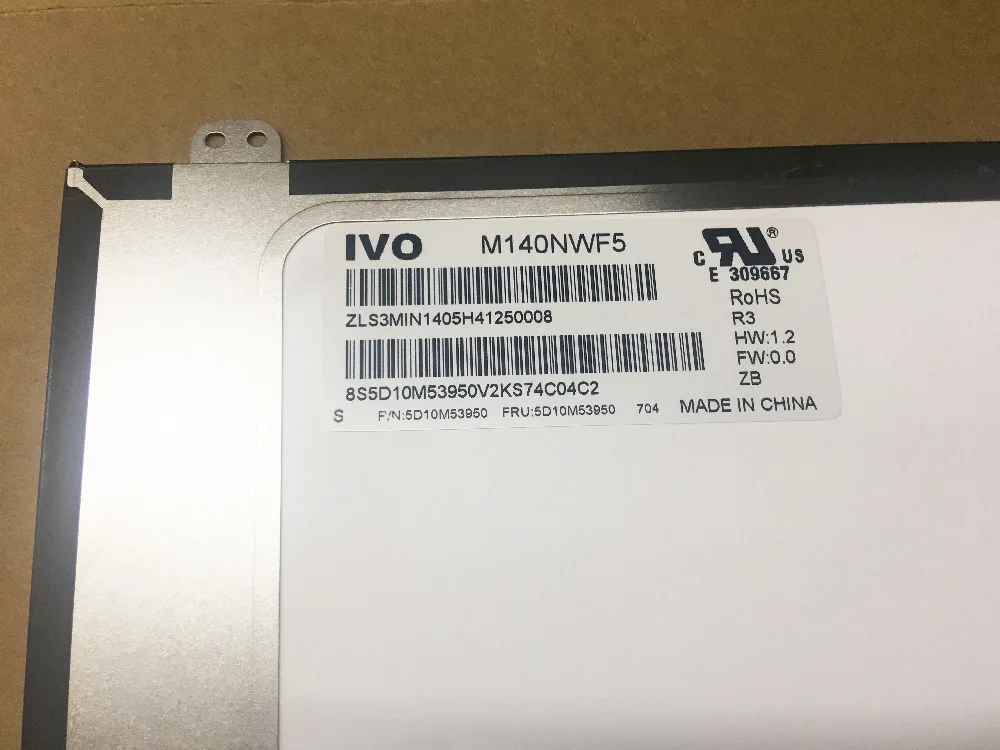 IVO M140NWF5
C RU ® US
E 309667
ZLS3MIN1405H41250008
RoHS
R3
HW:1.2
FW:0.0
ZB
8S5D10M53950V2KS74C04C2
S P/N:5D10M53950 FRU:5D10M53950 704 MADE IN CHINA